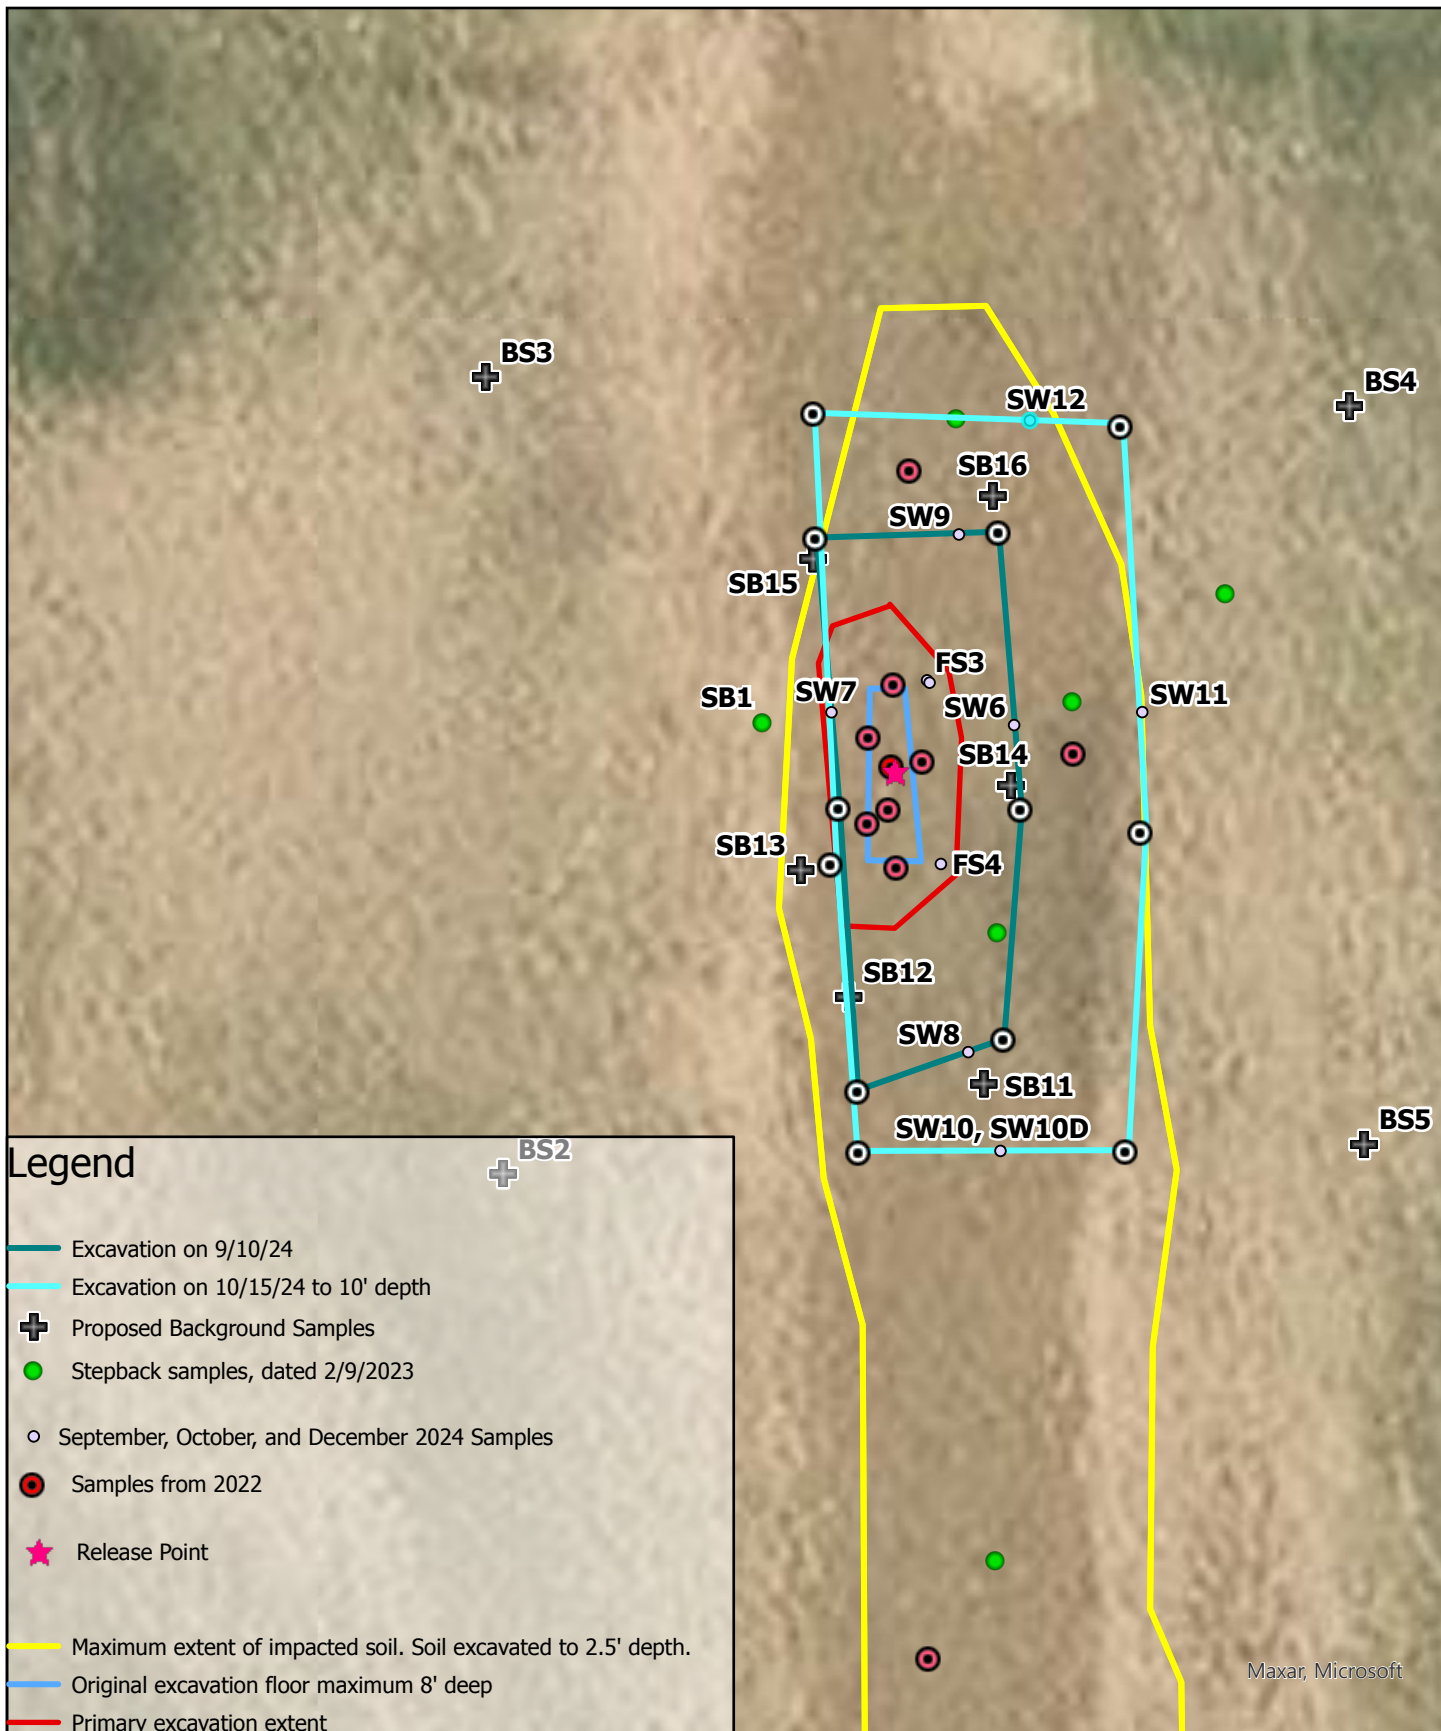 BS3
BS4
SW12
SB16
SW9
SB15
FS3
SW7
SB1
SW6
SW11
SB14
SB13
FS4
SB12
SW8
SB11
BS5
SW10, SW10D
BS2
Legend
Excavation on 9/10/24
Excavation on 10/15/24 to 10' depth
Proposed Background Samples
Stepback samples, dated 2/9/2023
September, October, and December 2024 Samples
Samples from 2022
Release Point
Maximum extent of impacted soil. Soil excavated to 2.5' depth.
Original excavation floor maximum 8' deep
Primary excavation extent
Maxar, Microsoft